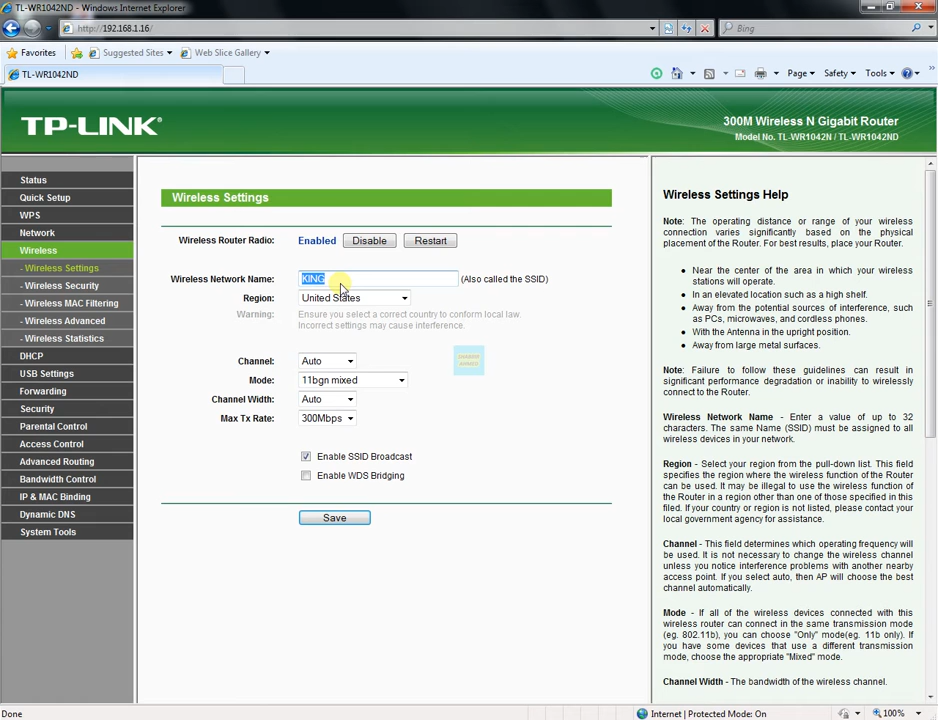 TL-WR1042ND - Windows Internet Explorer
http://192.168.1.16/
Bing
Favorites
Suggested Sites
Web Slice Gallery
TL-WR1042ND
Page
Safety
Tools
TP-LINK®
300M Wireless N Gigabit Router
Model No. TL-WR1042N / TL-WR1042ND
Status
Quick Setup
WPS
Network
Wireless
- Wireless Settings
- Wireless Security
- Wireless MAC Filtering
- Wireless Advanced
- Wireless Statistics
DHCP
USB Settings
Forwarding
Security
Parental Control
Access Control
Advanced Routing
Bandwidth Control
IP & MAC Binding
Dynamic DNS
System Tools
Wireless Settings
Wireless Router Radio: Enabled Disable Restart
Wireless Network Name: KING (Also called the SSID)
Region: United States
Warning: Ensure you select a correct country to conform local law.
Incorrect settings may cause interference.
Channel: Auto
Mode: 11bgn mixed
Channel Width: Auto
Max Tx Rate: 300Mbps
Enable SSID Broadcast
Enable WDS Bridging
Save
Wireless Settings Help
Note: The operating distance or range of your wireless
connection varies significantly based on the physical
placement of the Router. For best results, place your Router.
Near the center of the area in which your
wireless stations will operate.
In an elevated location such as a high shelf.
Away from the potential sources of interference, such
as PCs, microwaves, and cordless phones.
With the Antenna in the upright position.
Away from large metal surfaces.
Note: Failure to follow these guidelines can result in
significant performance degradation or inability to wirelessly
connect to the Router.
Wireless Network Name - Enter a value of up to 32
characters. The same Name (SSID) must be assigned to all
wireless devices in your network.
Region - Select your region from the pull-down list. This field
specifies the region where the wireless function of the Router
can be used. It may be illegal to use the wireless function of
the Router in a region other than one of those specified in this
filed. If your country or region is not listed, please contact your
local government agency for assistance.
Channel - This field determines which operating frequency will
be used. It is not necessary to change the wireless channel
unless you notice interference problems with another nearby
access point. If you select auto, then AP will choose the best
channel automatically.
Mode - If all of the wireless devices connected with this
wireless router can connect in the same transmission mode
(eg. 802.11b), you can choose "Only" mode(eg. 11b only). If
you have some devices that use a different transmission
mode, choose the appropriate "Mixed" mode.
Channel Width - The bandwidth of the wireless channel.
Done
Internet | Protected Mode: On
100%